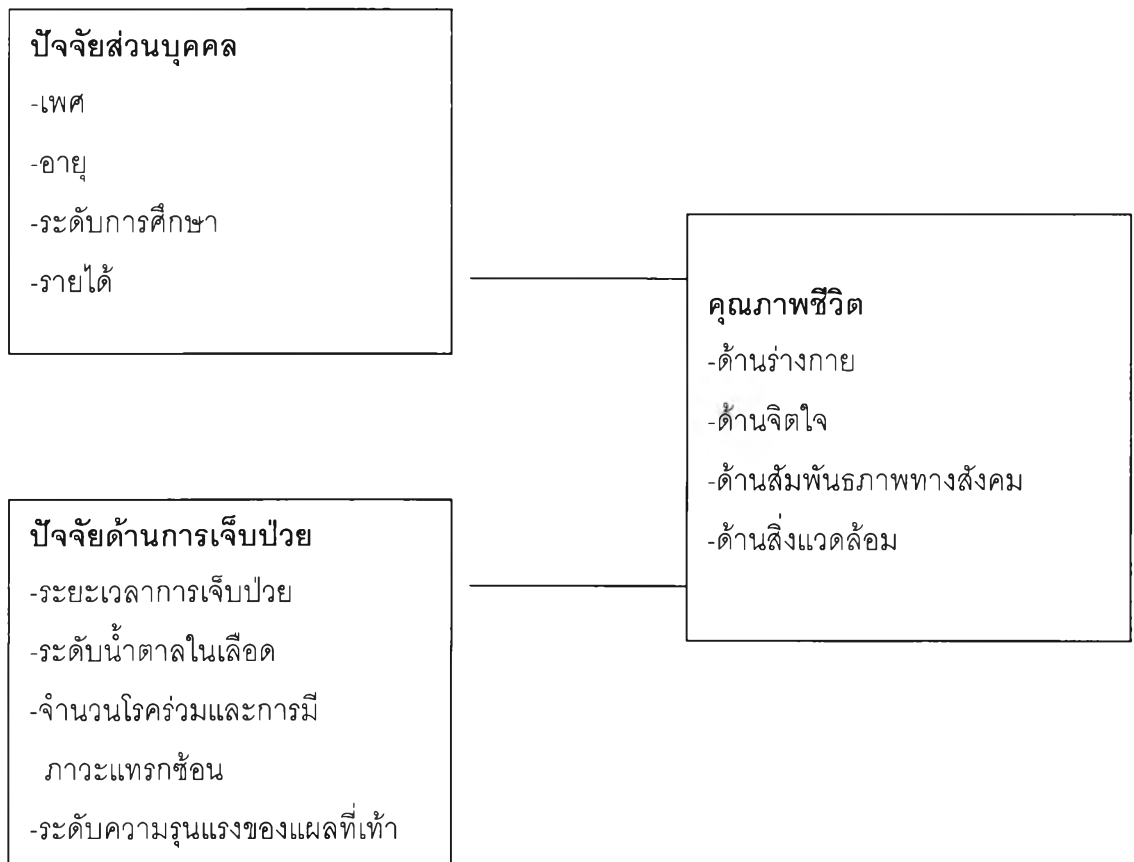 ปัจจัยส่วนบุคคล
-เพศ
-อายุ
-ระดับการศึกษา
-รายได้
คุณภาพชีวิต
-ด้านร่างกาย
-ด้านจิตใจ
-ด้านสัมพันธภาพทางสังคม
-ด้านสิ่งแวดล้อม
ปัจจัยด้านการเจ็บป่วย
-ระยะเวลาการเจ็บป่วย
-ระดับน้ำตาลในเลือด
-จำนวนโรคร่วมและการมี
ภาวะแทรกซ้อน
-ระดับความรุนแรงของแผลที่เท้า